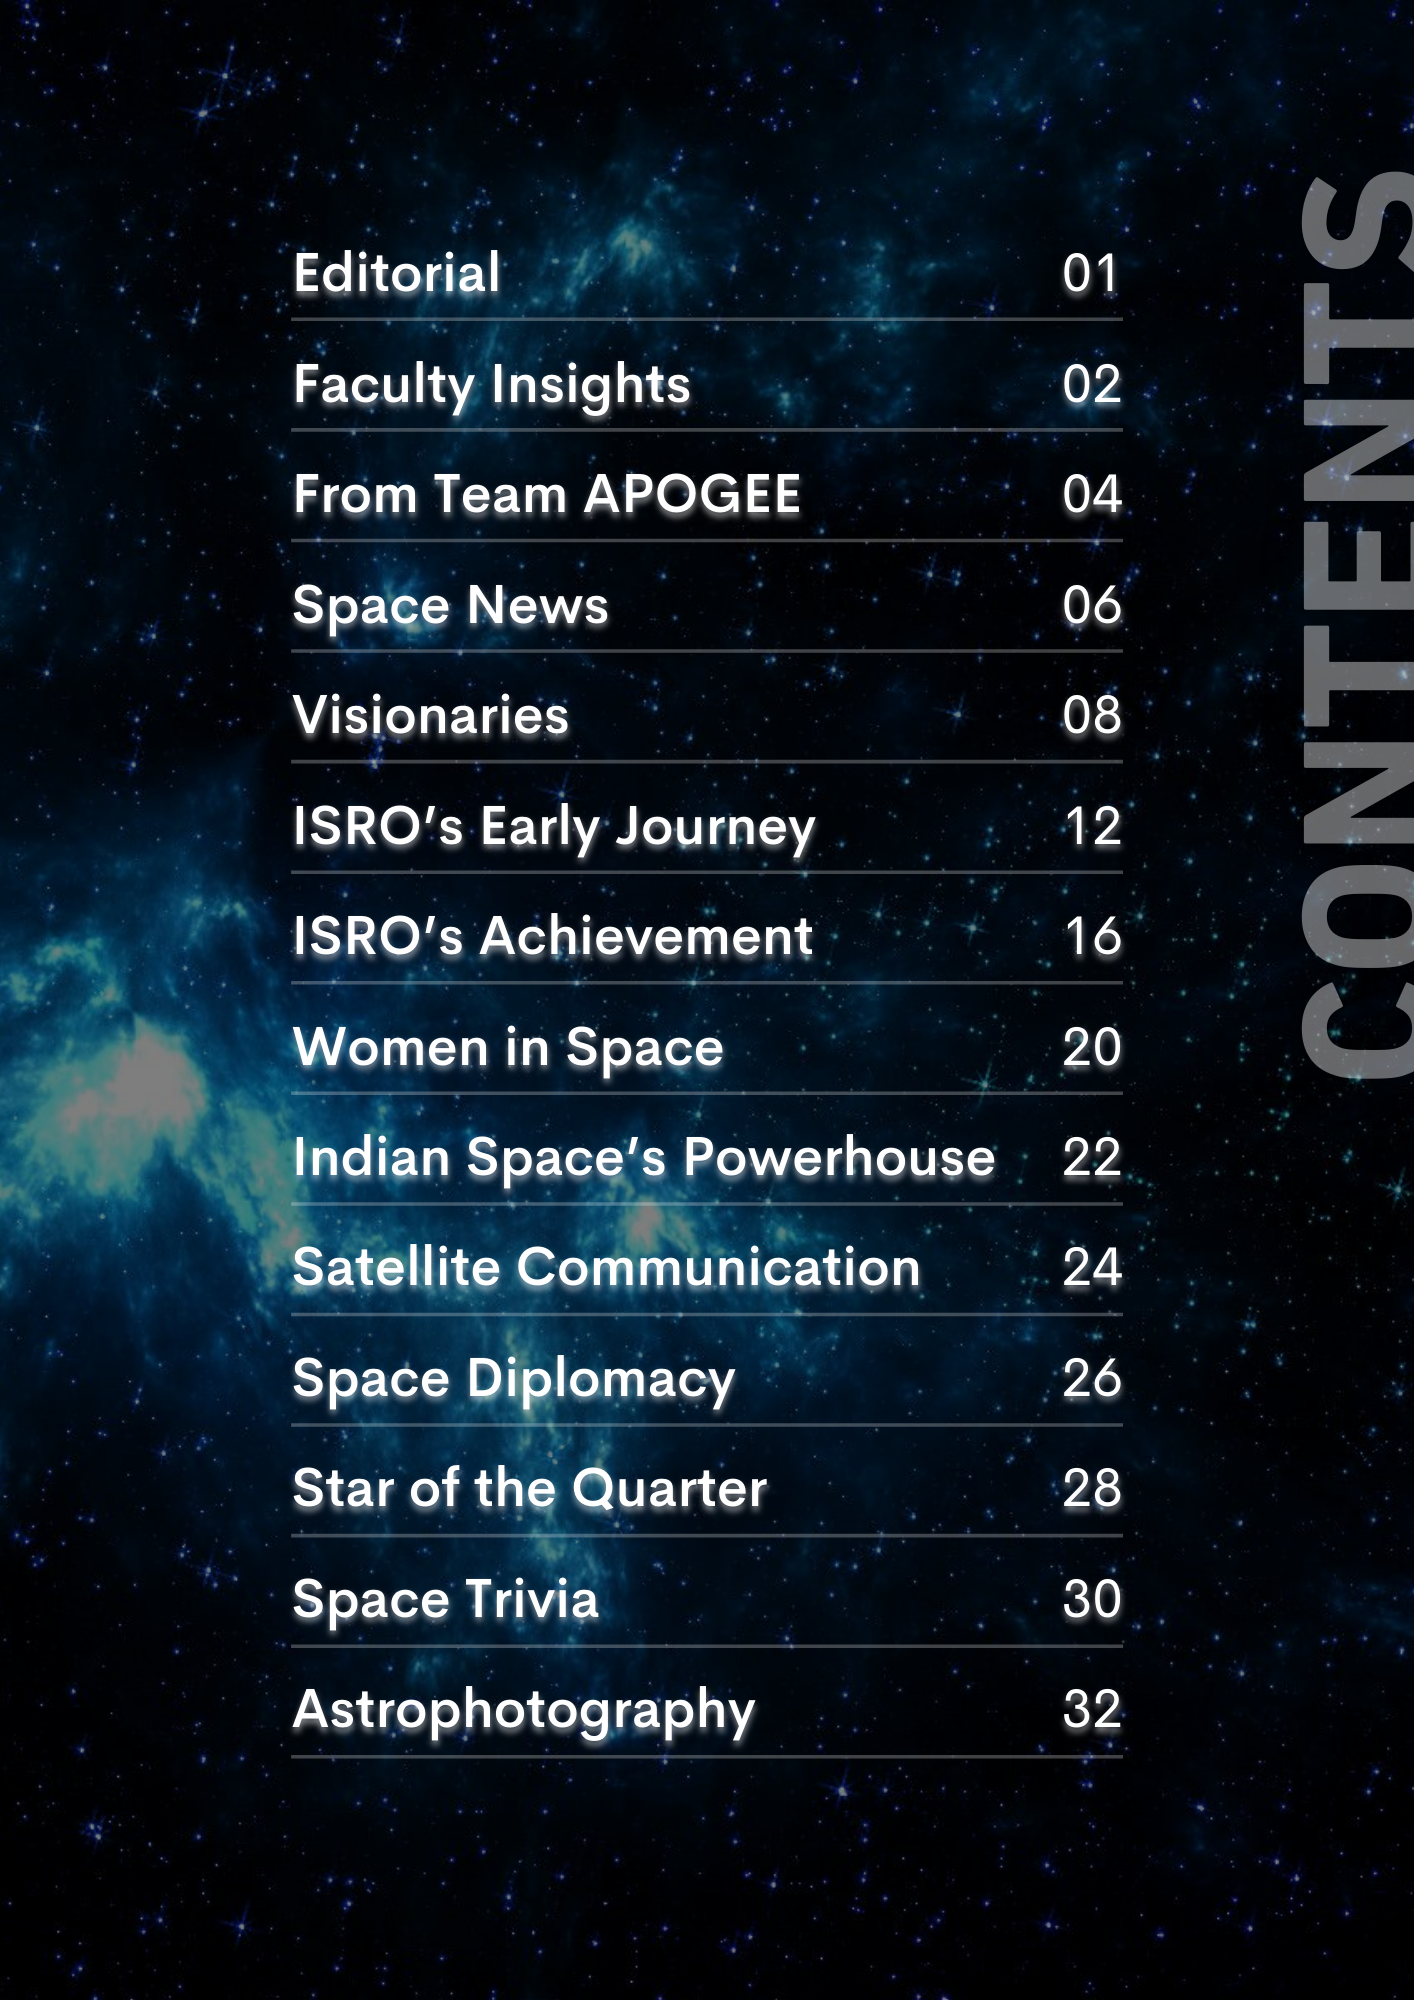 Editorial 01
Faculty Insights 02
From Team APOGEE 04
Space News 06
Visionaries 08
ISRO’s Early Journey 12
ISRO’s Achievement 16
Women in Space 20
Indian Space’s Powerhouse 22
Satellite Communication 24
Space Diplomacy 26
Star of the Quarter 28
Space Trivia 30
Astrophotography 32
CONTENTS